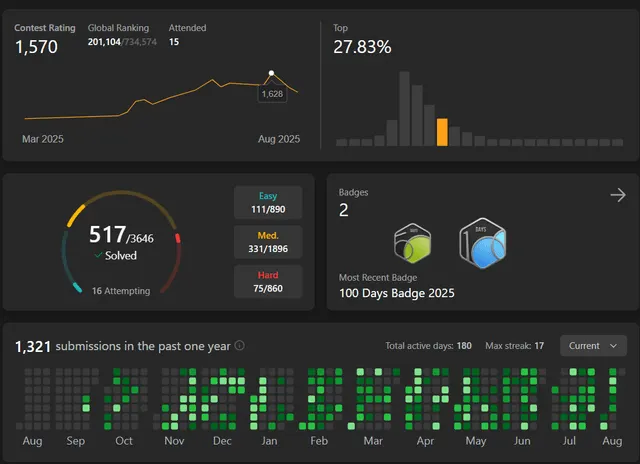 Contest Rating
1,570
Global Ranking
201,104/734,574
Attended
15
1,628
Mar 2025
Aug 2025
Top
27.83%
517/3646
Solved
16 Attempting
Easy
111/890
Med.
331/1896
Hard
75/860
Badges
2
DAYS
Most Recent Badge
100 Days Badge 2025
1,321 submissions in the past one year
Total active days: 180
Max streak: 17
Current
Aug Sep Oct Nov Dec Jan Feb Mar Apr May Jun Jul Aug